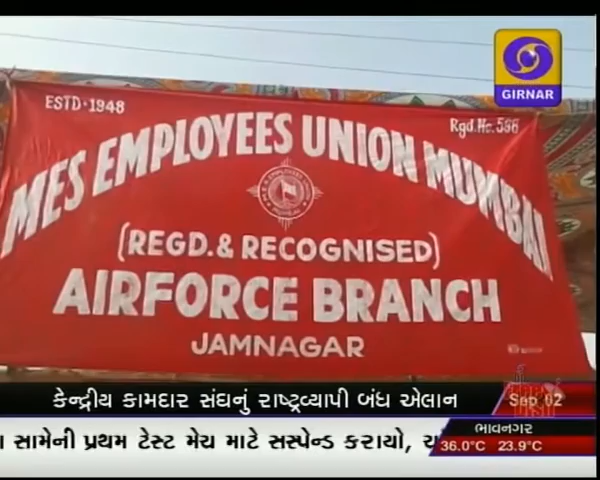 GIRNAR
ESTD-1948
Rgd.No.588
MES EMPLOYEES UNION MUMBAI
(REGD.& RECOGNISED)
AIRFORCE BRANCH
JAMNAGAR
કેન્દ્રીય કામદાર સંઘનું રાષ્ટ્રવ્યાપી બંધ એલાન
Sep 02
સામેની પ્રથમ ટેસ્ટ મેચ માટે સસ્પેન્ડ કરાયો,
ભાવનગર
36.0°C 23.9°C